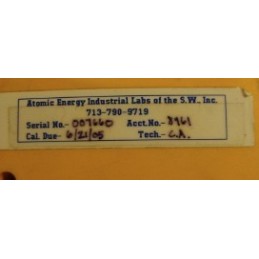 Atomic Energy Industrial Labs of the S.W., Inc.
713-790-9719
Serial No.- 007660 Acct.No.- 8961
Cal. Due- 6/21/05 Tech.- C.A.